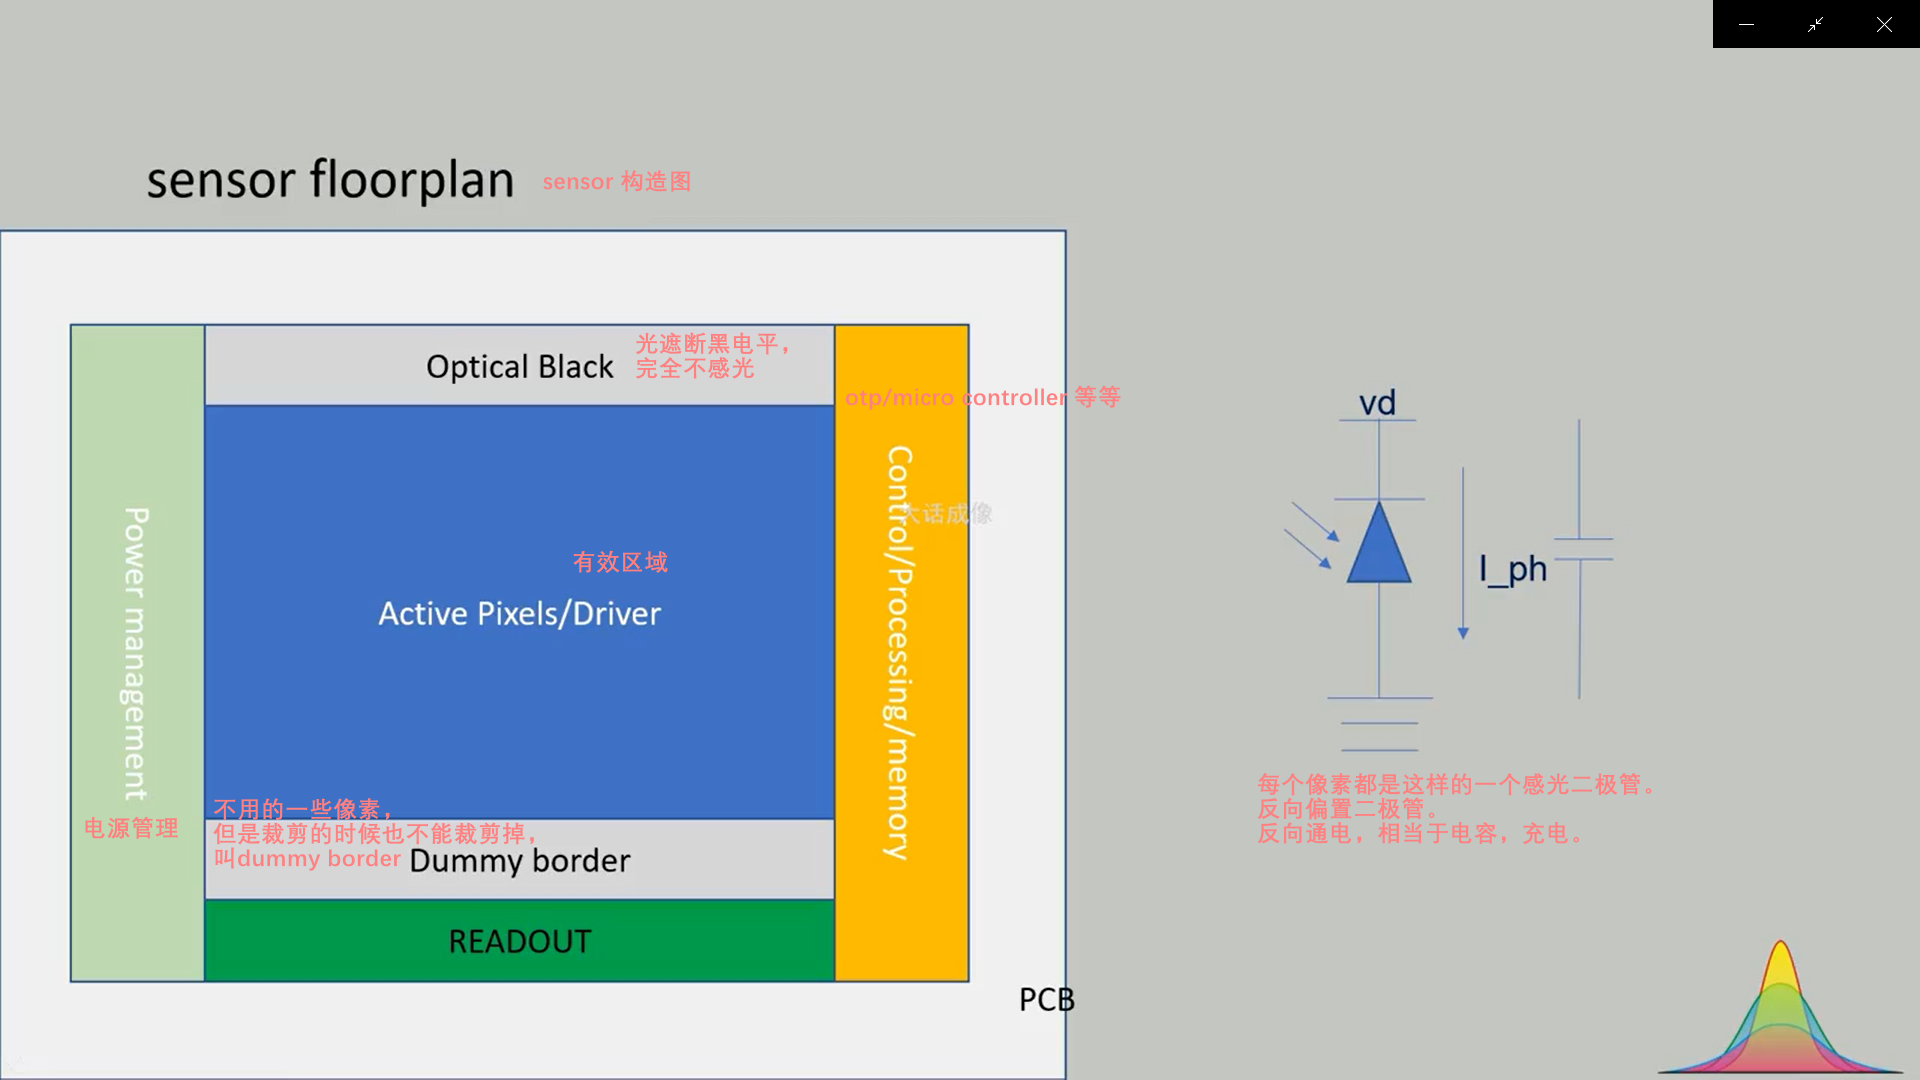 sensor floorplan
sensor 构造图
Optical Black
光遮断黑电平，
完全不感光
otp/micro controller 等等
Control/Processing/memory
大话成像
Power management
电源管理
有效区域
Active Pixels/Driver
不用的一些像素，
但是裁剪的时候也不能裁剪掉，
叫dummy border
Dummy border
READOUT
PCB
vd
I_ph
每个像素都是这样的一个感光二极管。
反向偏置二极管。
反向通电，相当于电容，充电。